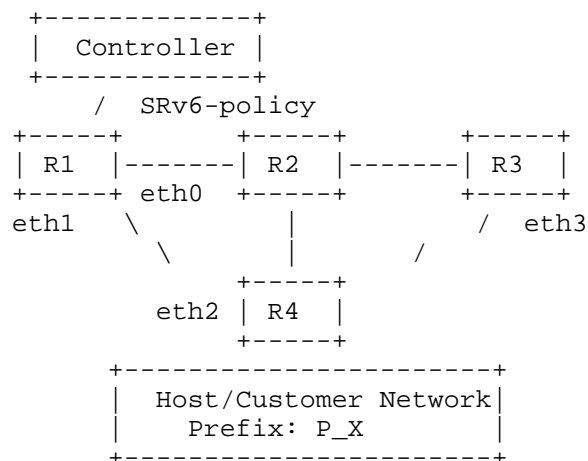 Controller
SRv6-policy
R1 R2 R3
eth0
eth1 eth3
eth2 R4
Host/Customer Network
Prefix: P_X